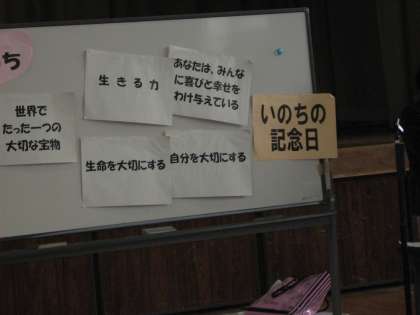 ち
世界で
たった一つの
大切な宝物
生きる力
生命を大切にする
あなたは、みんな
に喜びと幸せを
わけ与えている
自分を大切にする
いのちの
記念日